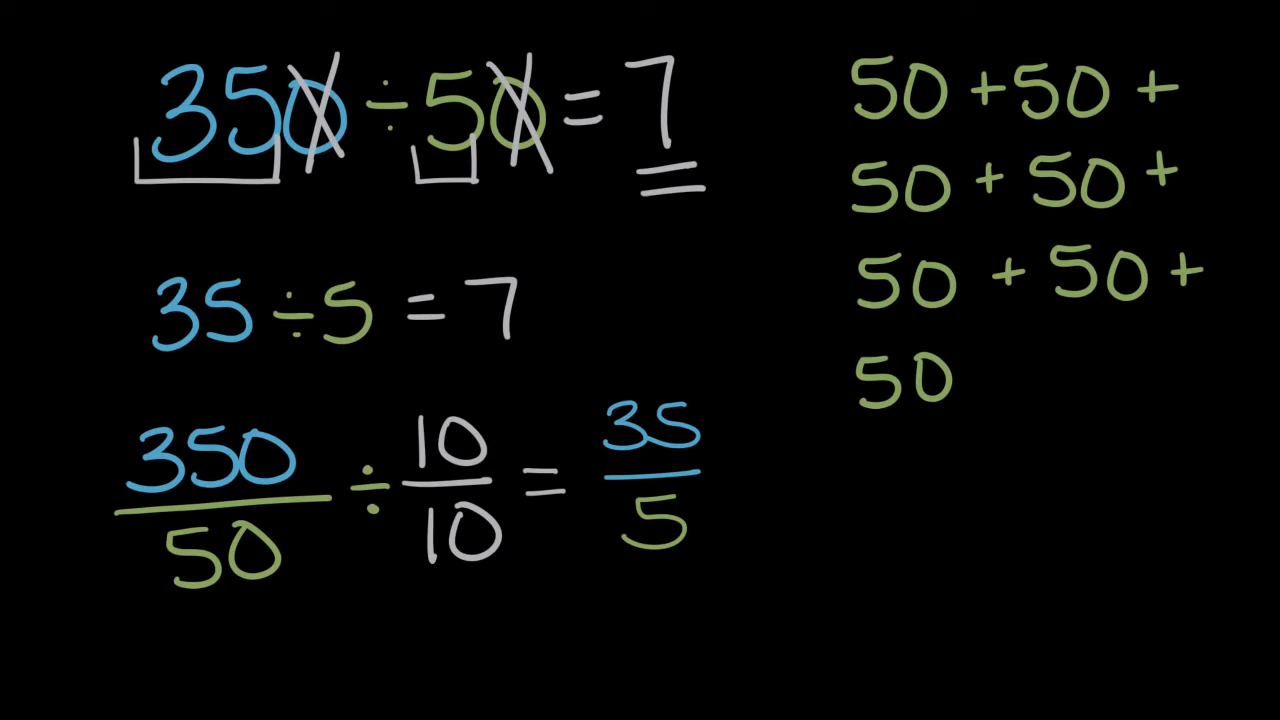 350 ÷ 50 = 7
35 ÷ 5 = 7
350/50 ÷ 10/10 = 35/5
50 + 50 +
50 + 50 +
50 + 50 +
50